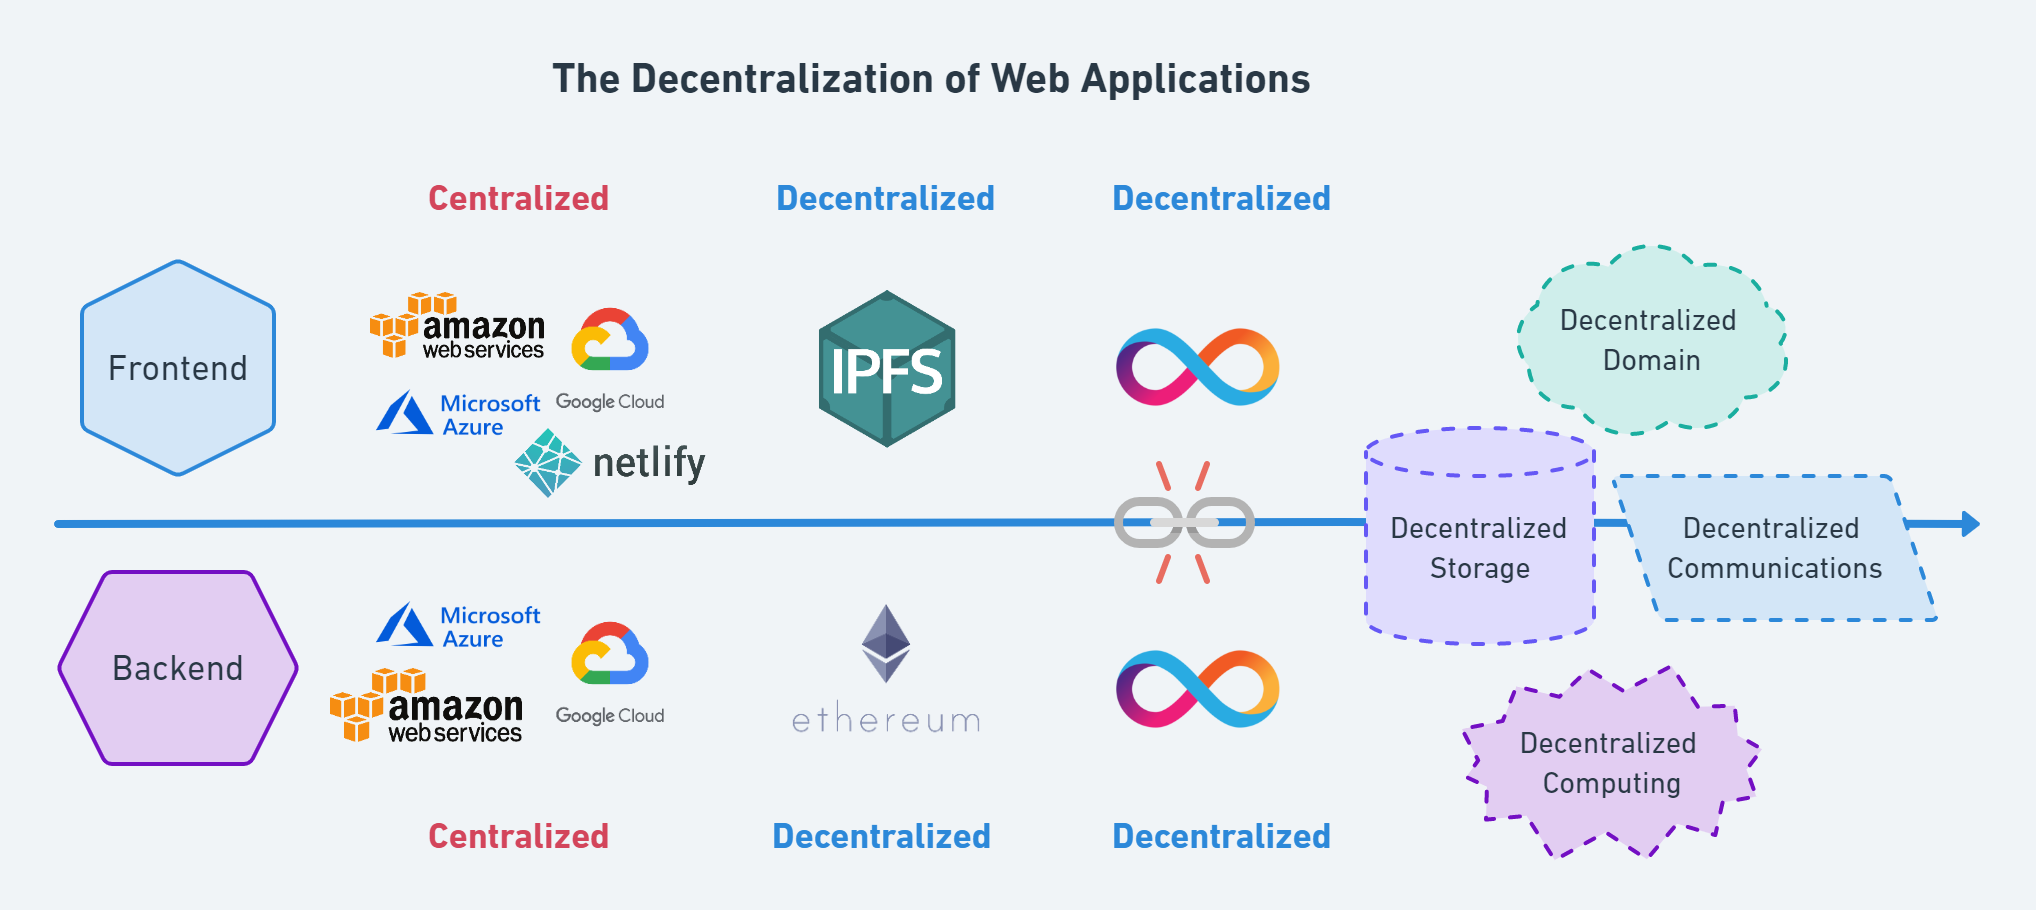 The Decentralization of Web Applications
Centralized
Decentralized
Decentralized
Frontend
amazon
web services
Google Cloud
Microsoft
Azure
netlify
IPFS
Decentralized
Domain
Decentralized
Storage
Decentralized
Communications
Backend
Microsoft
Azure
amazon
web services
Google Cloud
ethereum
Decentralized
Computing
Centralized
Decentralized
Decentralized